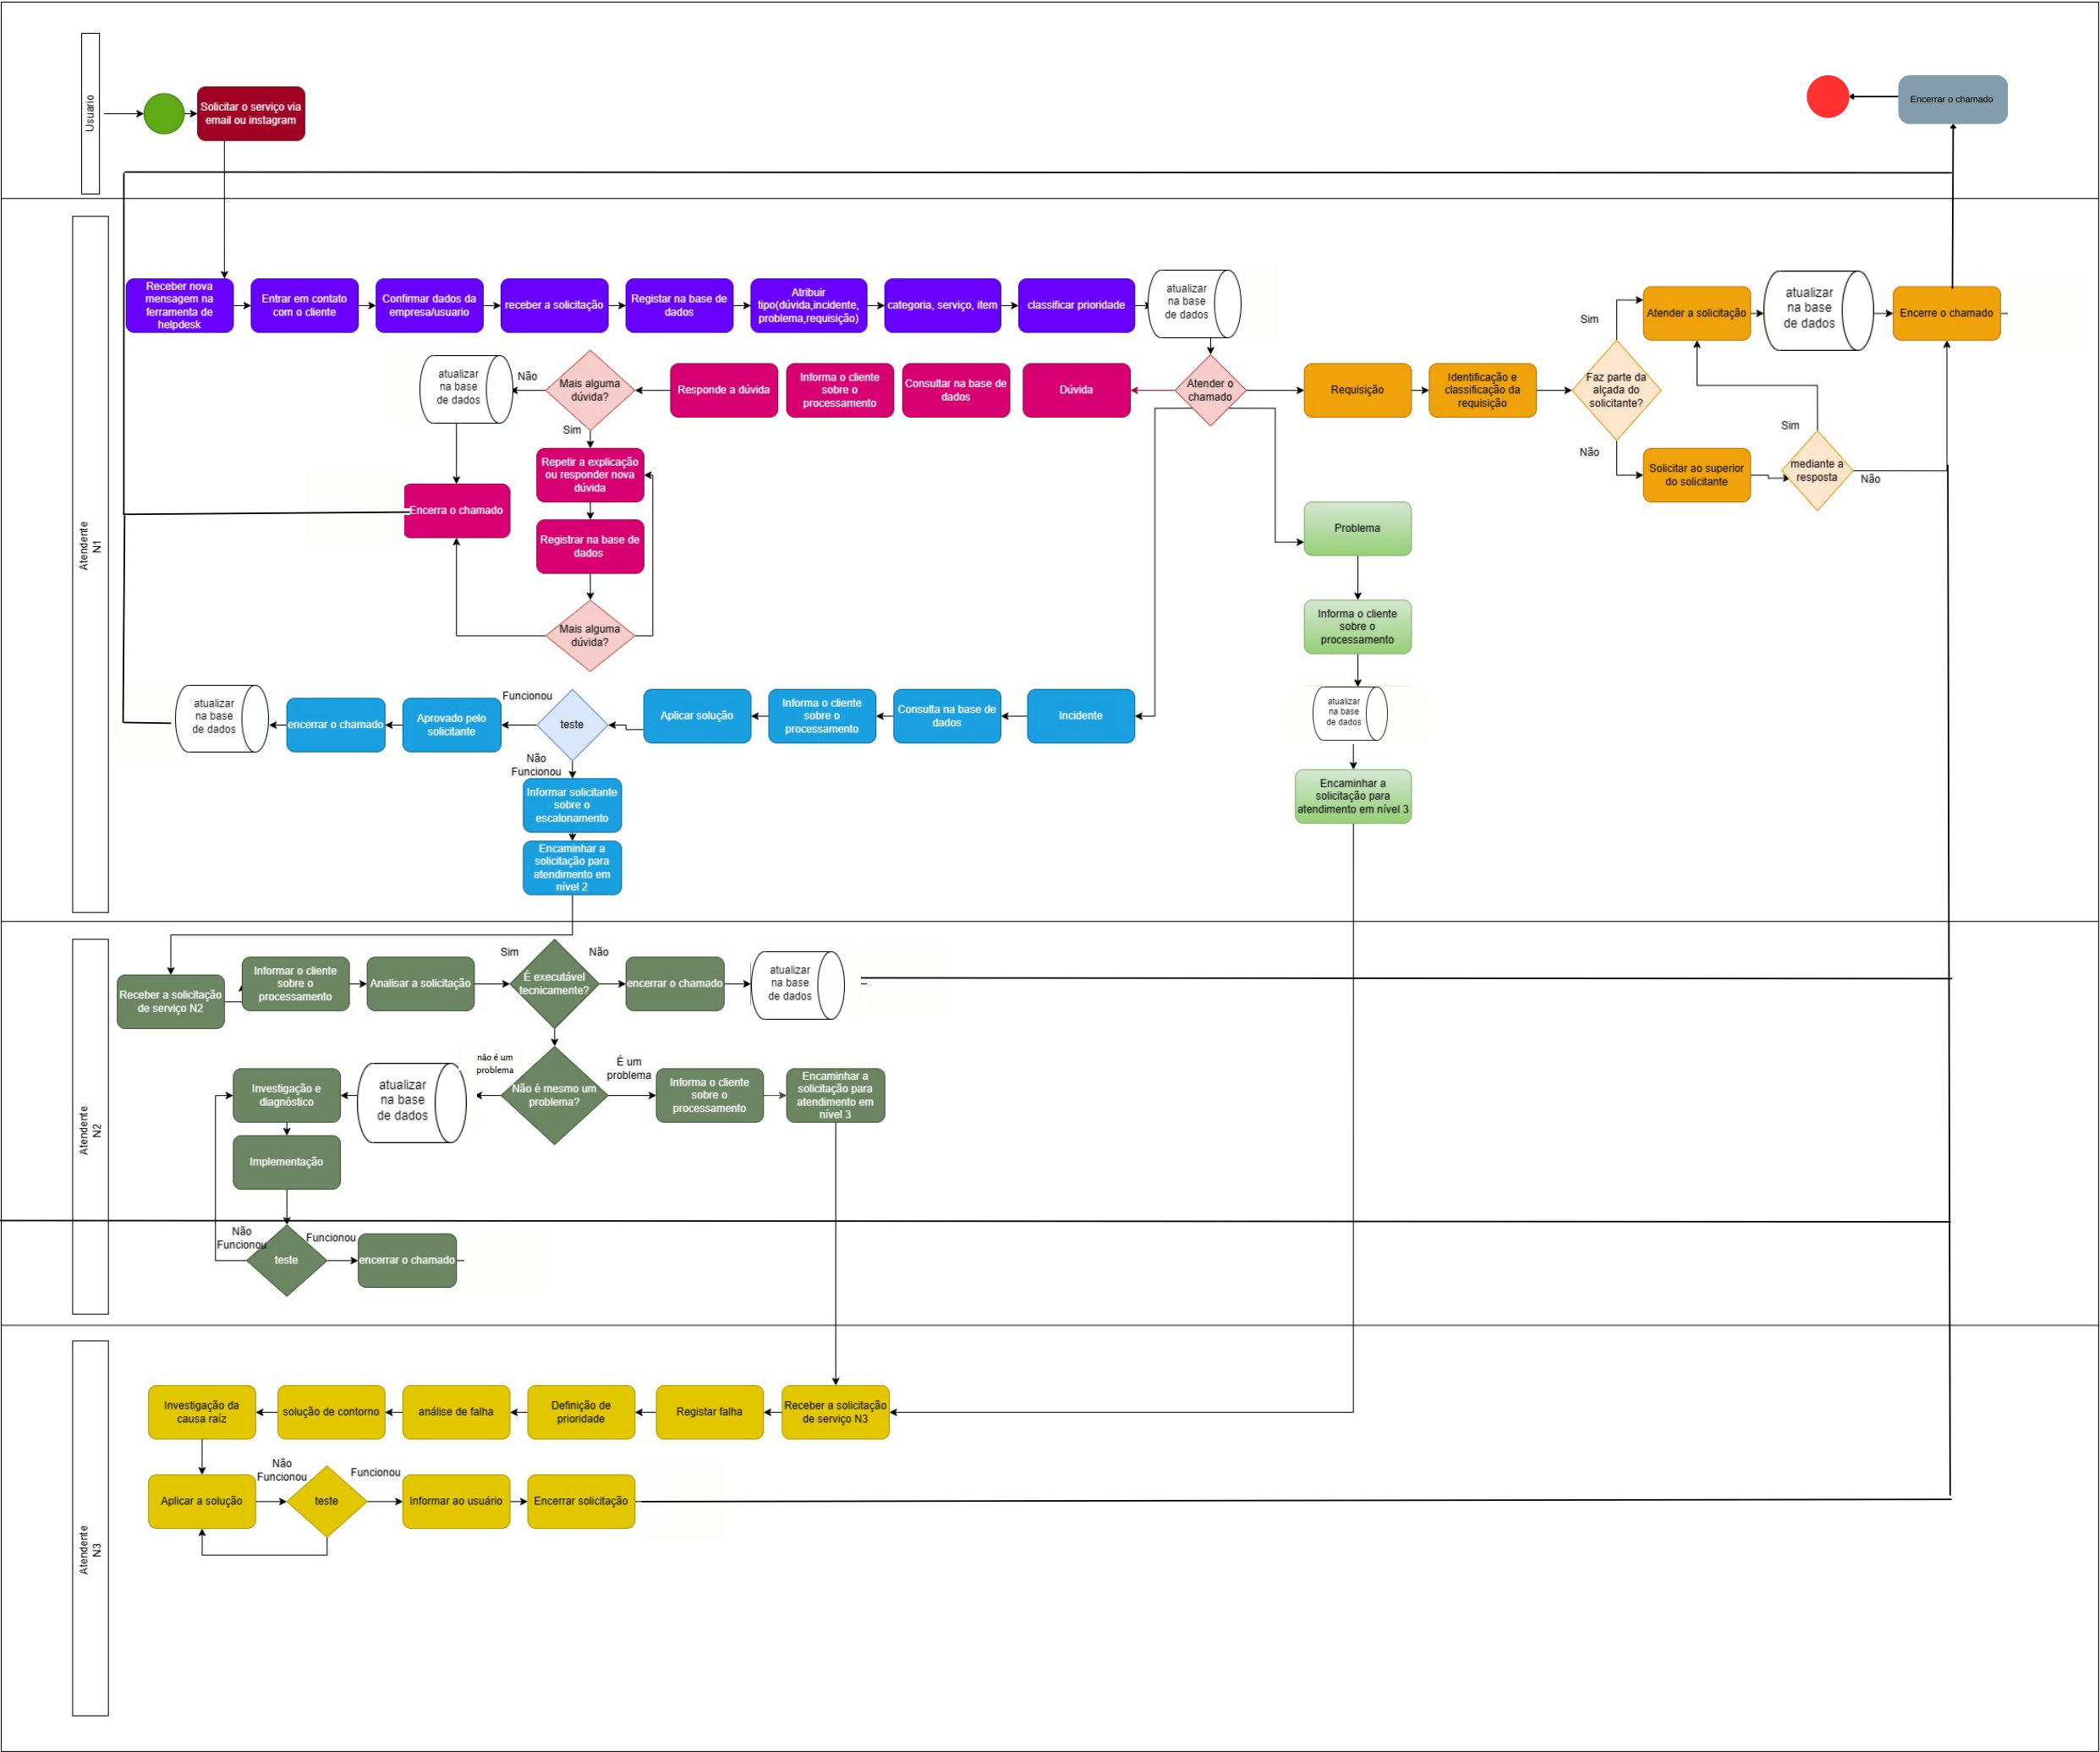 Usuario
Solicitar o serviço via
email ou instagram
Encerrar o chamado
Atendente
N1
Receber nova
mensagem na
ferramenta de
helpdesk
Entrar em contato
com o cliente
Confirmar dados da
empresa/usuario
receber a solicitação
Registar na base de
dados
Atribuir
tipo(dúvida,incidente,
problema,requisição)
categoria, serviço, item
classificar prioridade
atualizar
na base
de dados
Sim
Atender a solicitação
atualizar
na base
de dados
Encerre o chamado
atualizar
na base
de dados
Não
Mais alguma
dúvida?
Responde a dúvida
Informa o cliente
sobre o
processamento
Consultar na base de
dados
Dúvida
Atender o
chamado
Requisição
Identificação e
classificação da
requisição
Faz parte da
alçada do
solicitante?
Sim
Sim
Não
Repetir a explicação
ou responder nova
dúvida
Solicitar ao superior
do solicitante
mediante a
resposta
Não
Encerra o chamado
Registrar na base de
dados
Problema
Mais alguma
dúvida?
Informa o cliente
sobre o
processamento
atualizar
na base
de dados
encerrar o chamado
Aprovado pelo
solicitante
Funcionou
teste
Aplicar solução
Informa o cliente
sobre o
processamento
Consulta na base de
dados
Incidente
atualizar
na base
de dados
Não
Funcionou
Informar solicitante
sobre o
escalonamento
Encaminhar a
solicitação para
atendimento em nível 3
Encaminhar a
solicitação para
atendimento em
nível 2
Atendente
N2
Receber a solicitação
de serviço N2
Informar o cliente
sobre o
processamento
Analisar a solicitação
Sim
É executável
tecnicamente?
Não
encerrar o chamado
atualizar
na base
de dados
Investigação e
diagnóstico
atualizar
na base
de dados
não é um
problema
Não é mesmo um
problema?
É um
problema
Informa o cliente
sobre o
processamento
Encaminhar a
solicitação para
atendimento em
nível 3
Implementação
Não
Funcionou
teste
Funcionou
encerrar o chamado
Atendente
N3
Investigação da
causa raíz
solução de contorno
análise de falha
Definição de
prioridade
Registar falha
Receber a solicitação
de serviço N3
Aplicar a solução
Não
Funcionou
teste
Funcionou
Informar ao usuário
Encerrar solicitação